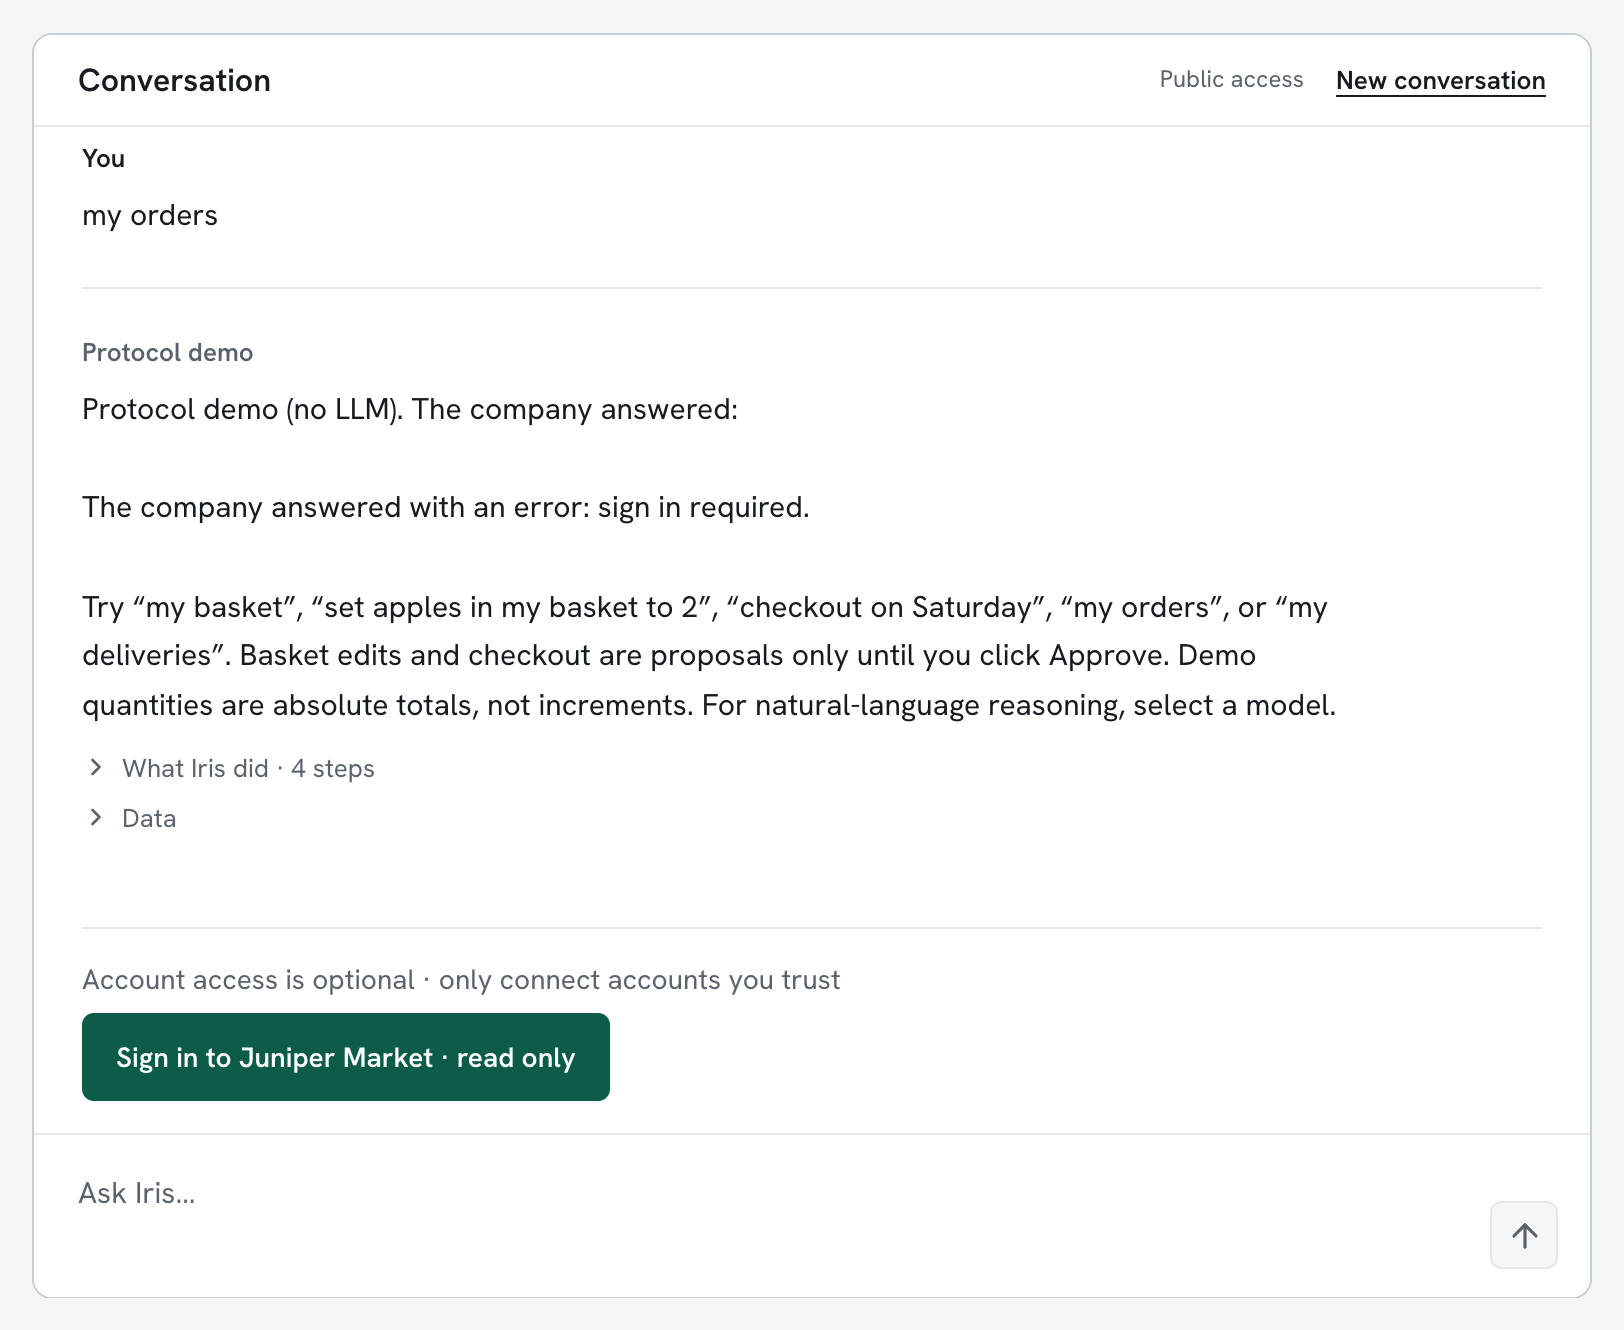 Conversation
Public access
New conversation
You
my orders
Protocol demo
Protocol demo (no LLM). The company answered:
The company answered with an error: sign in required.
Try “my basket”, “set apples in my basket to 2”, “checkout on Saturday”, “my orders”, or “my
deliveries”. Basket edits and checkout are proposals only until you click Approve. Demo
quantities are absolute totals, not increments. For natural-language reasoning, select a model.
What Iris did · 4 steps
Data
Account access is optional · only connect accounts you trust
Sign in to Juniper Market · read only
Ask Iris...